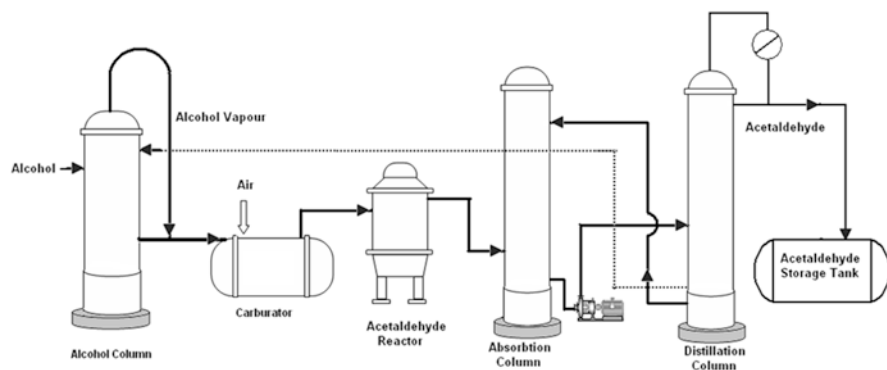 Alcohol Vapour
Alcohol
Air
Carburator
Alcohol Column
Acetaldehyde
Reactor
Absorbtion
Column
Distillation
Column
Acetaldehyde
Acetaldehyde
Storage Tank